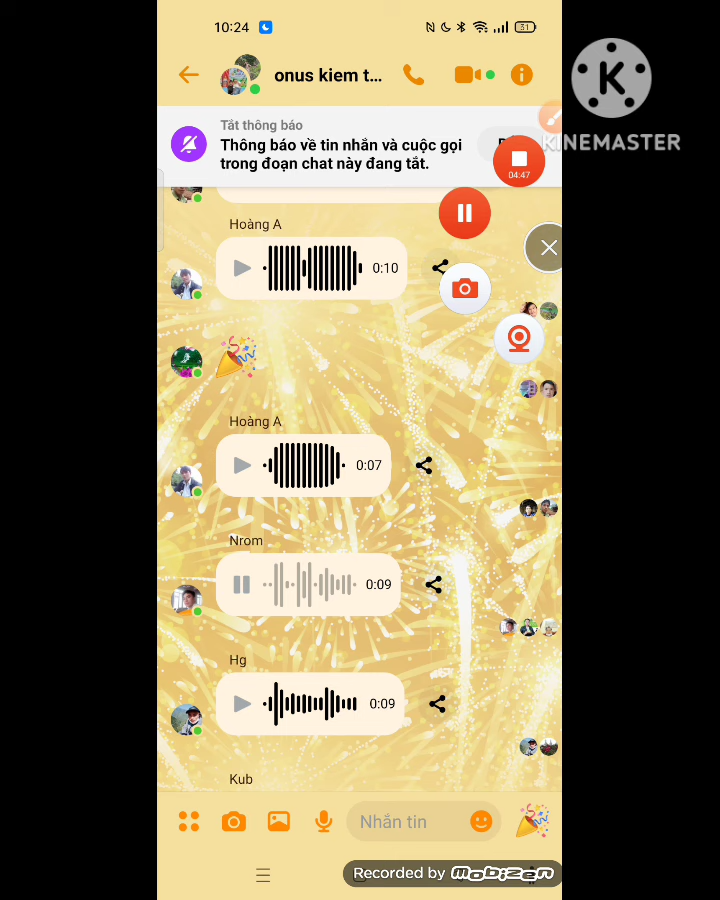 10:24
31
onus kiem t...
K
KINEMASTER
Tắt thông báo
Thông báo về tin nhắn và cuộc gọi
trong đoạn chat này đang tắt.
04:47
Hoàng A
0:10
Hoàng A
0:07
Nrom
0:09
Hg
0:09
Kub
Nhắn tin
Recorded by mobizen